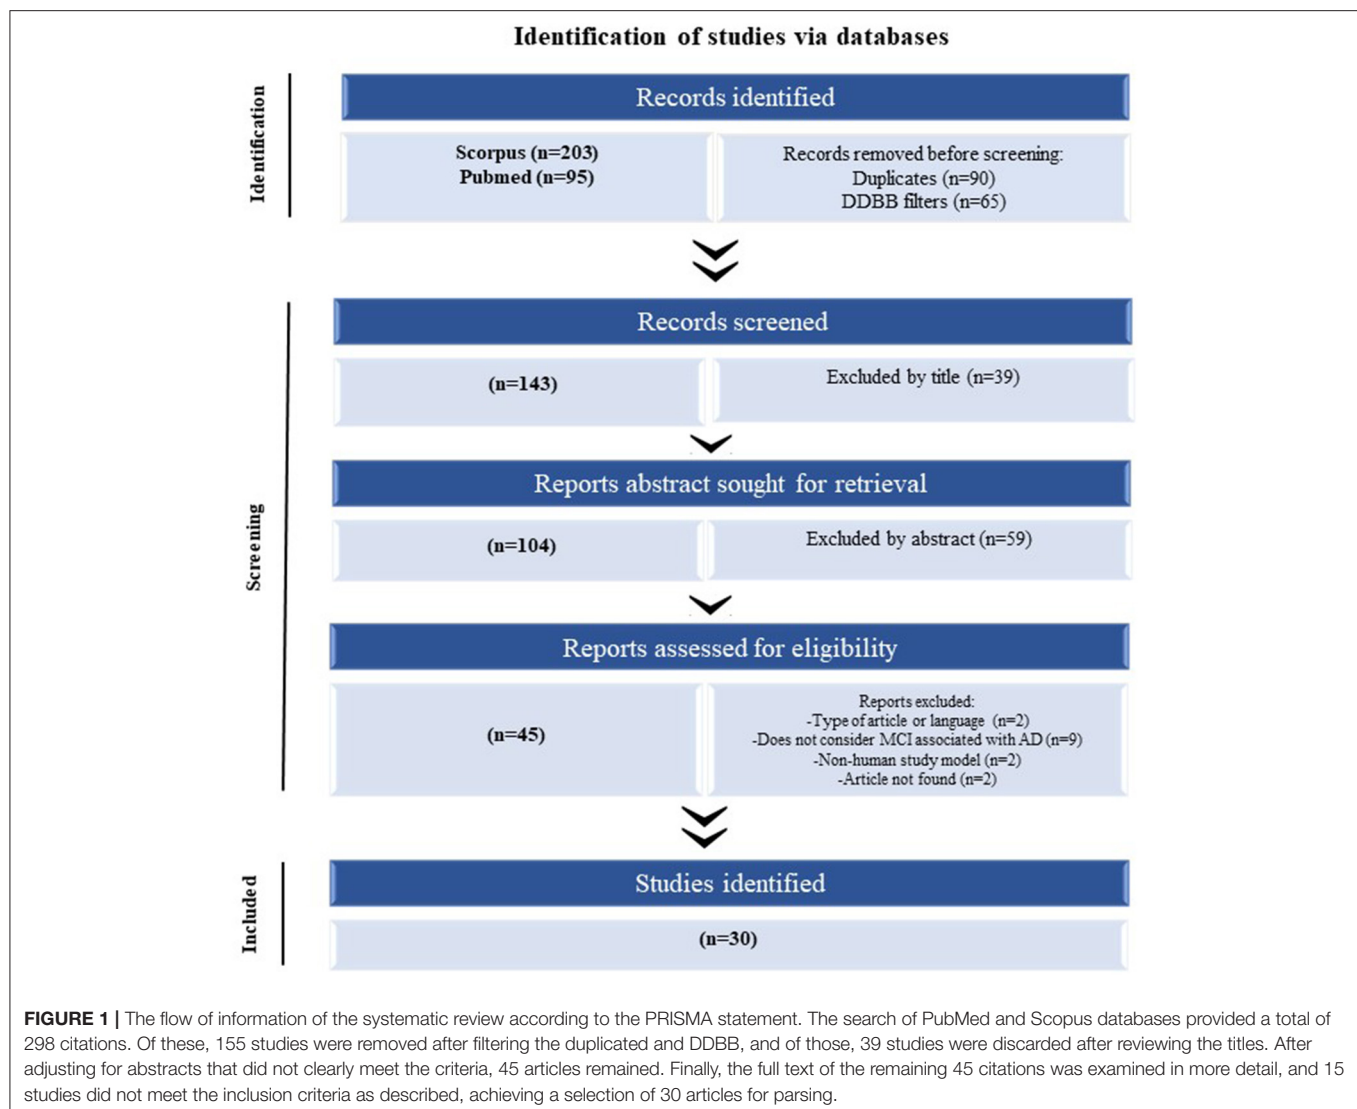 Identification of studies via databases
Identification
Records identified
Scorpus (n=203)
Pubmed (n=95)
Records removed before screening:
Duplicates (n=90)
DDBB filters (n=65)
Screening
Records screened
(n=143)
Excluded by title (n=39)
Reports abstract sought for retrieval
(n=104)
Excluded by abstract (n=59)
Reports assessed for eligibility
(n=45)
Reports excluded:
-Type of article or language (n=2)
-Does not consider MCI associated with AD (n=9)
-Non-human study model (n=2)
-Article not found (n=2)
Included
Studies identified
(n=30)
FIGURE 1 | The flow of information of the systematic review according to the PRISMA statement. The search of PubMed and Scopus databases provided a total of
298 citations. Of these, 155 studies were removed after filtering the duplicated and DDBB, and of those, 39 studies were discarded after reviewing the titles. After
adjusting for abstracts that did not clearly meet the criteria, 45 articles remained. Finally, the full text of the remaining 45 citations was examined in more detail, and 15
studies did not meet the inclusion criteria as described, achieving a selection of 30 articles for parsing.